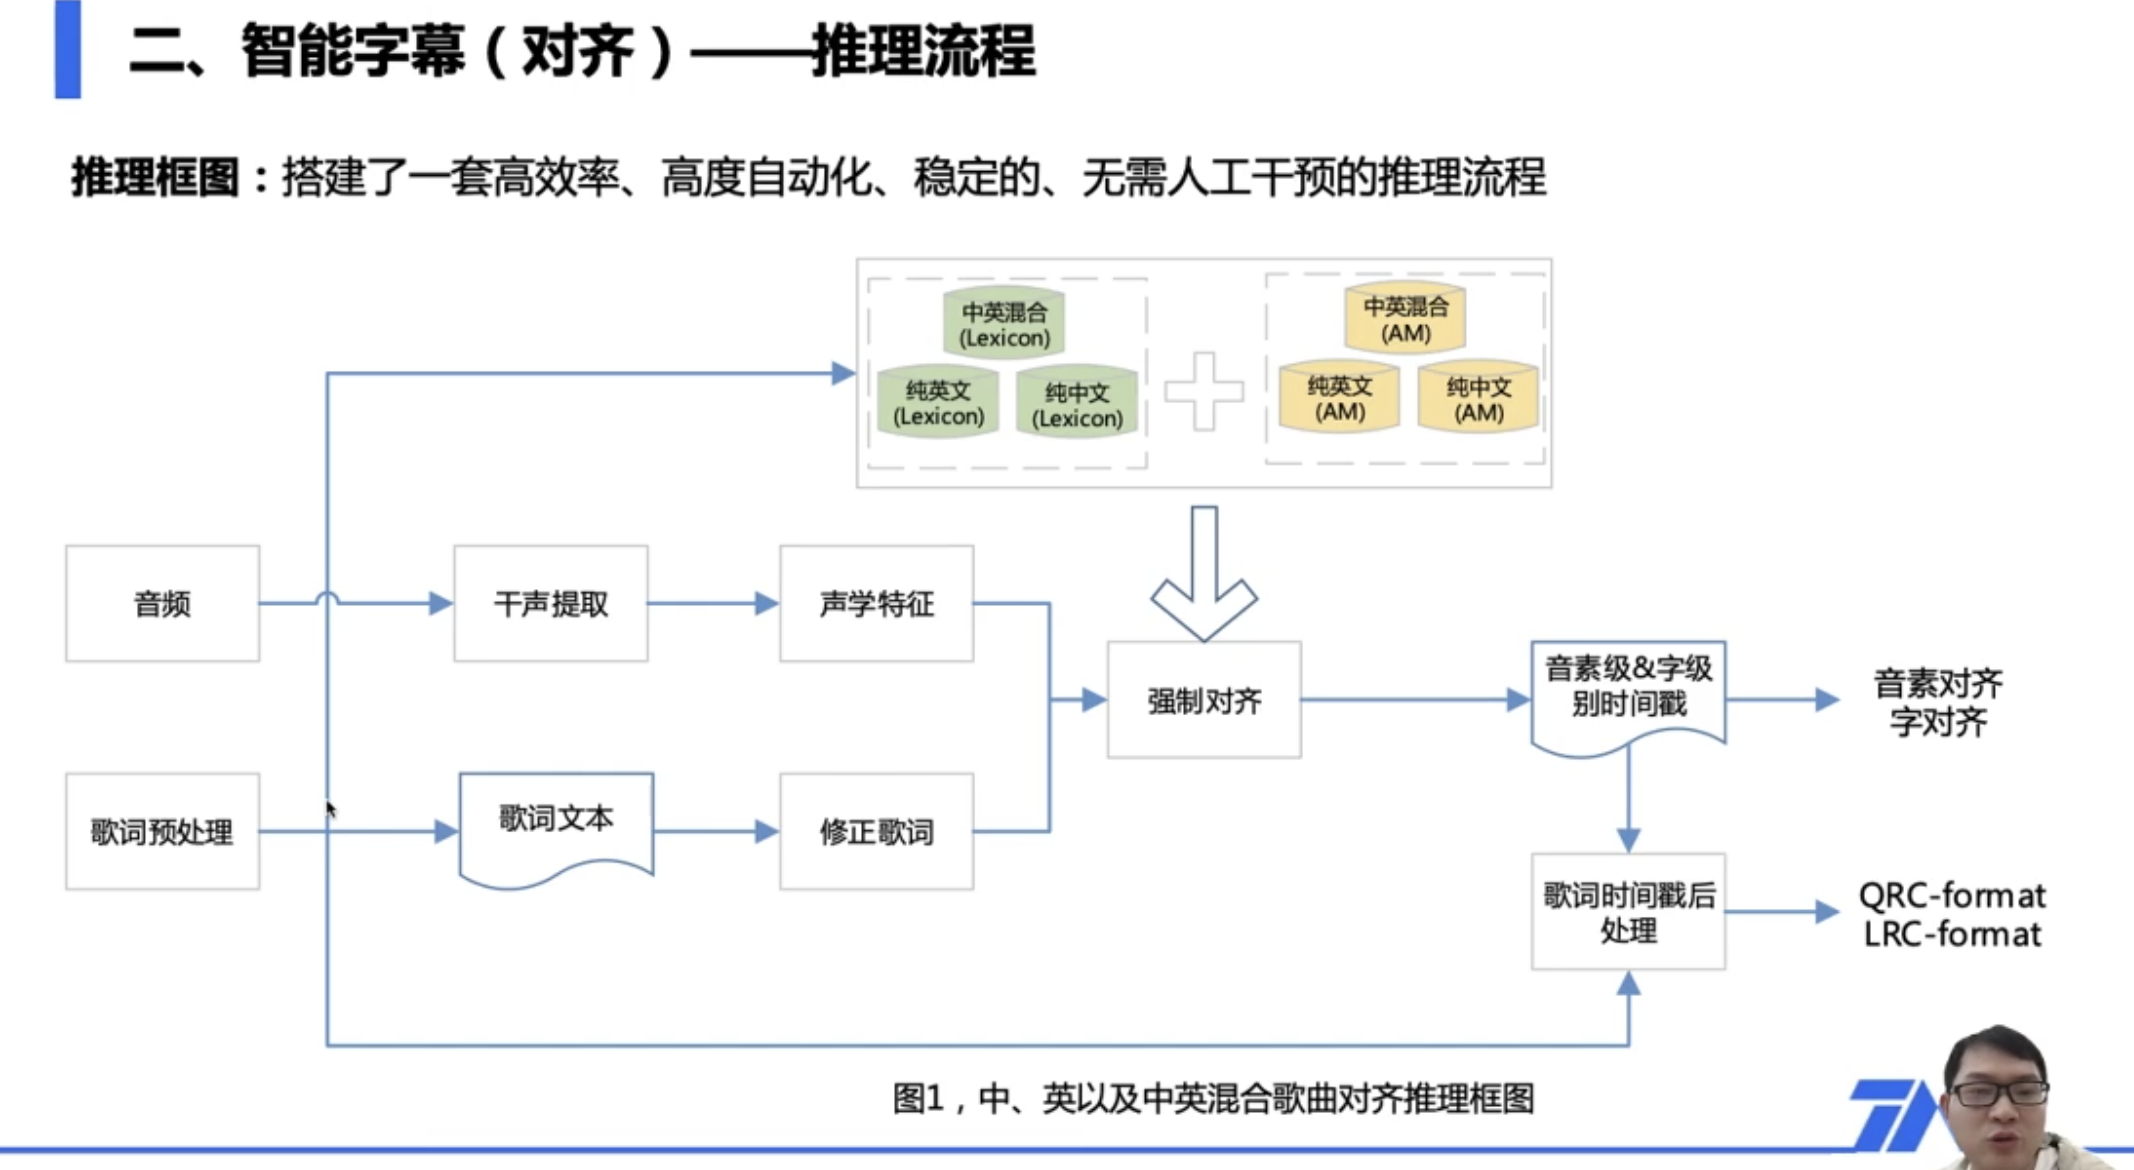 二、智能字幕（对齐）——推理流程
推理框图：搭建了一套高效率、高度自动化、稳定的、无需人工干预的推理流程
中英混合
(Lexicon)
纯英文
(Lexicon)
纯中文
(Lexicon)
中英混合
(AM)
纯英文
(AM)
纯中文
(AM)
音频
干声提取
声学特征
强制对齐
音素级&字级
别时间戳
音素对齐
字对齐
歌词预处理
歌词文本
修正歌词
歌词时间戳后
处理
QRC-format
LRC-format
图1，中、英以及中英混合歌曲对齐推理框图